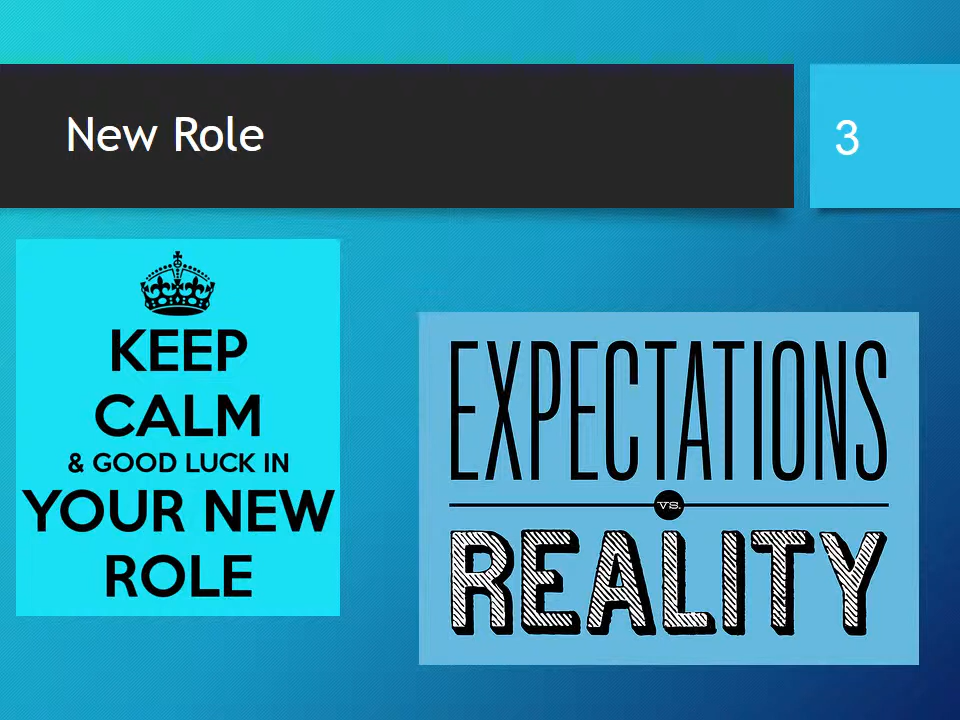 New Role
3
KEEP
CALM
& GOOD LUCK IN
YOUR NEW
ROLE
EXPECTATIONS
VS.
REALITY